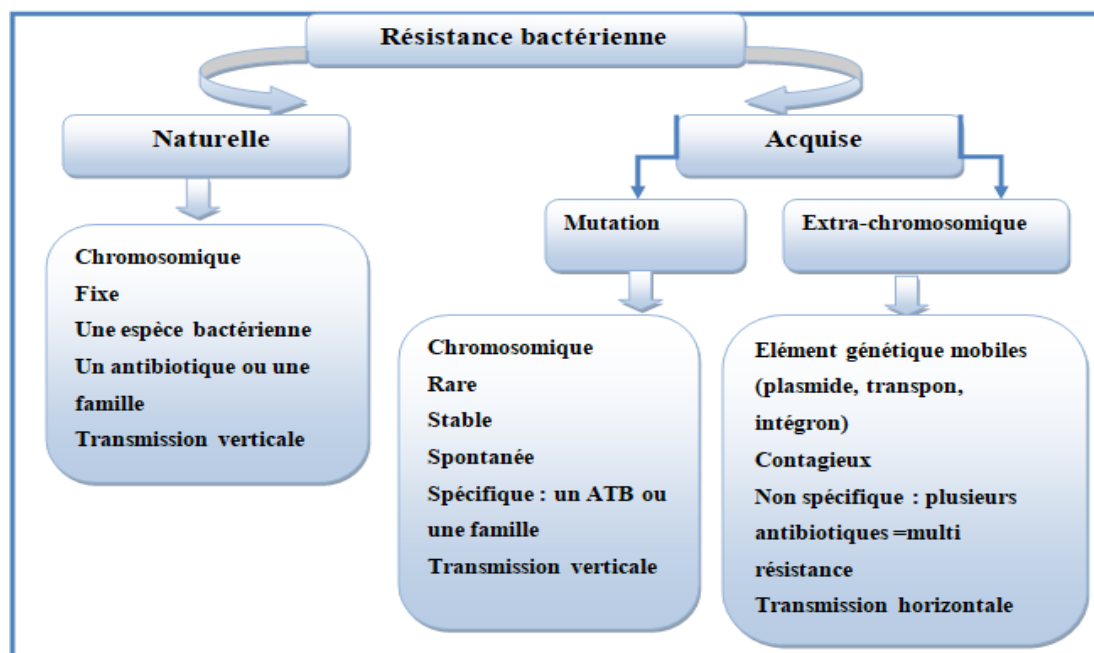 Résistance bactérienne
Naturelle
Acquise
Mutation
Extra-chromosomique
Chromosomique
Fixe
Une espèce bactérienne
Un antibiotique ou une
famille
Transmission verticale
Chromosomique
Rare
Stable
Spontanée
Spécifique : un ATB ou
une famille
Transmission verticale
Elément génétique mobiles
(plasmide, transpon,
intégron)
Contagieux
Non spécifique : plusieurs
antibiotiques =multi
résistance
Transmission horizontale